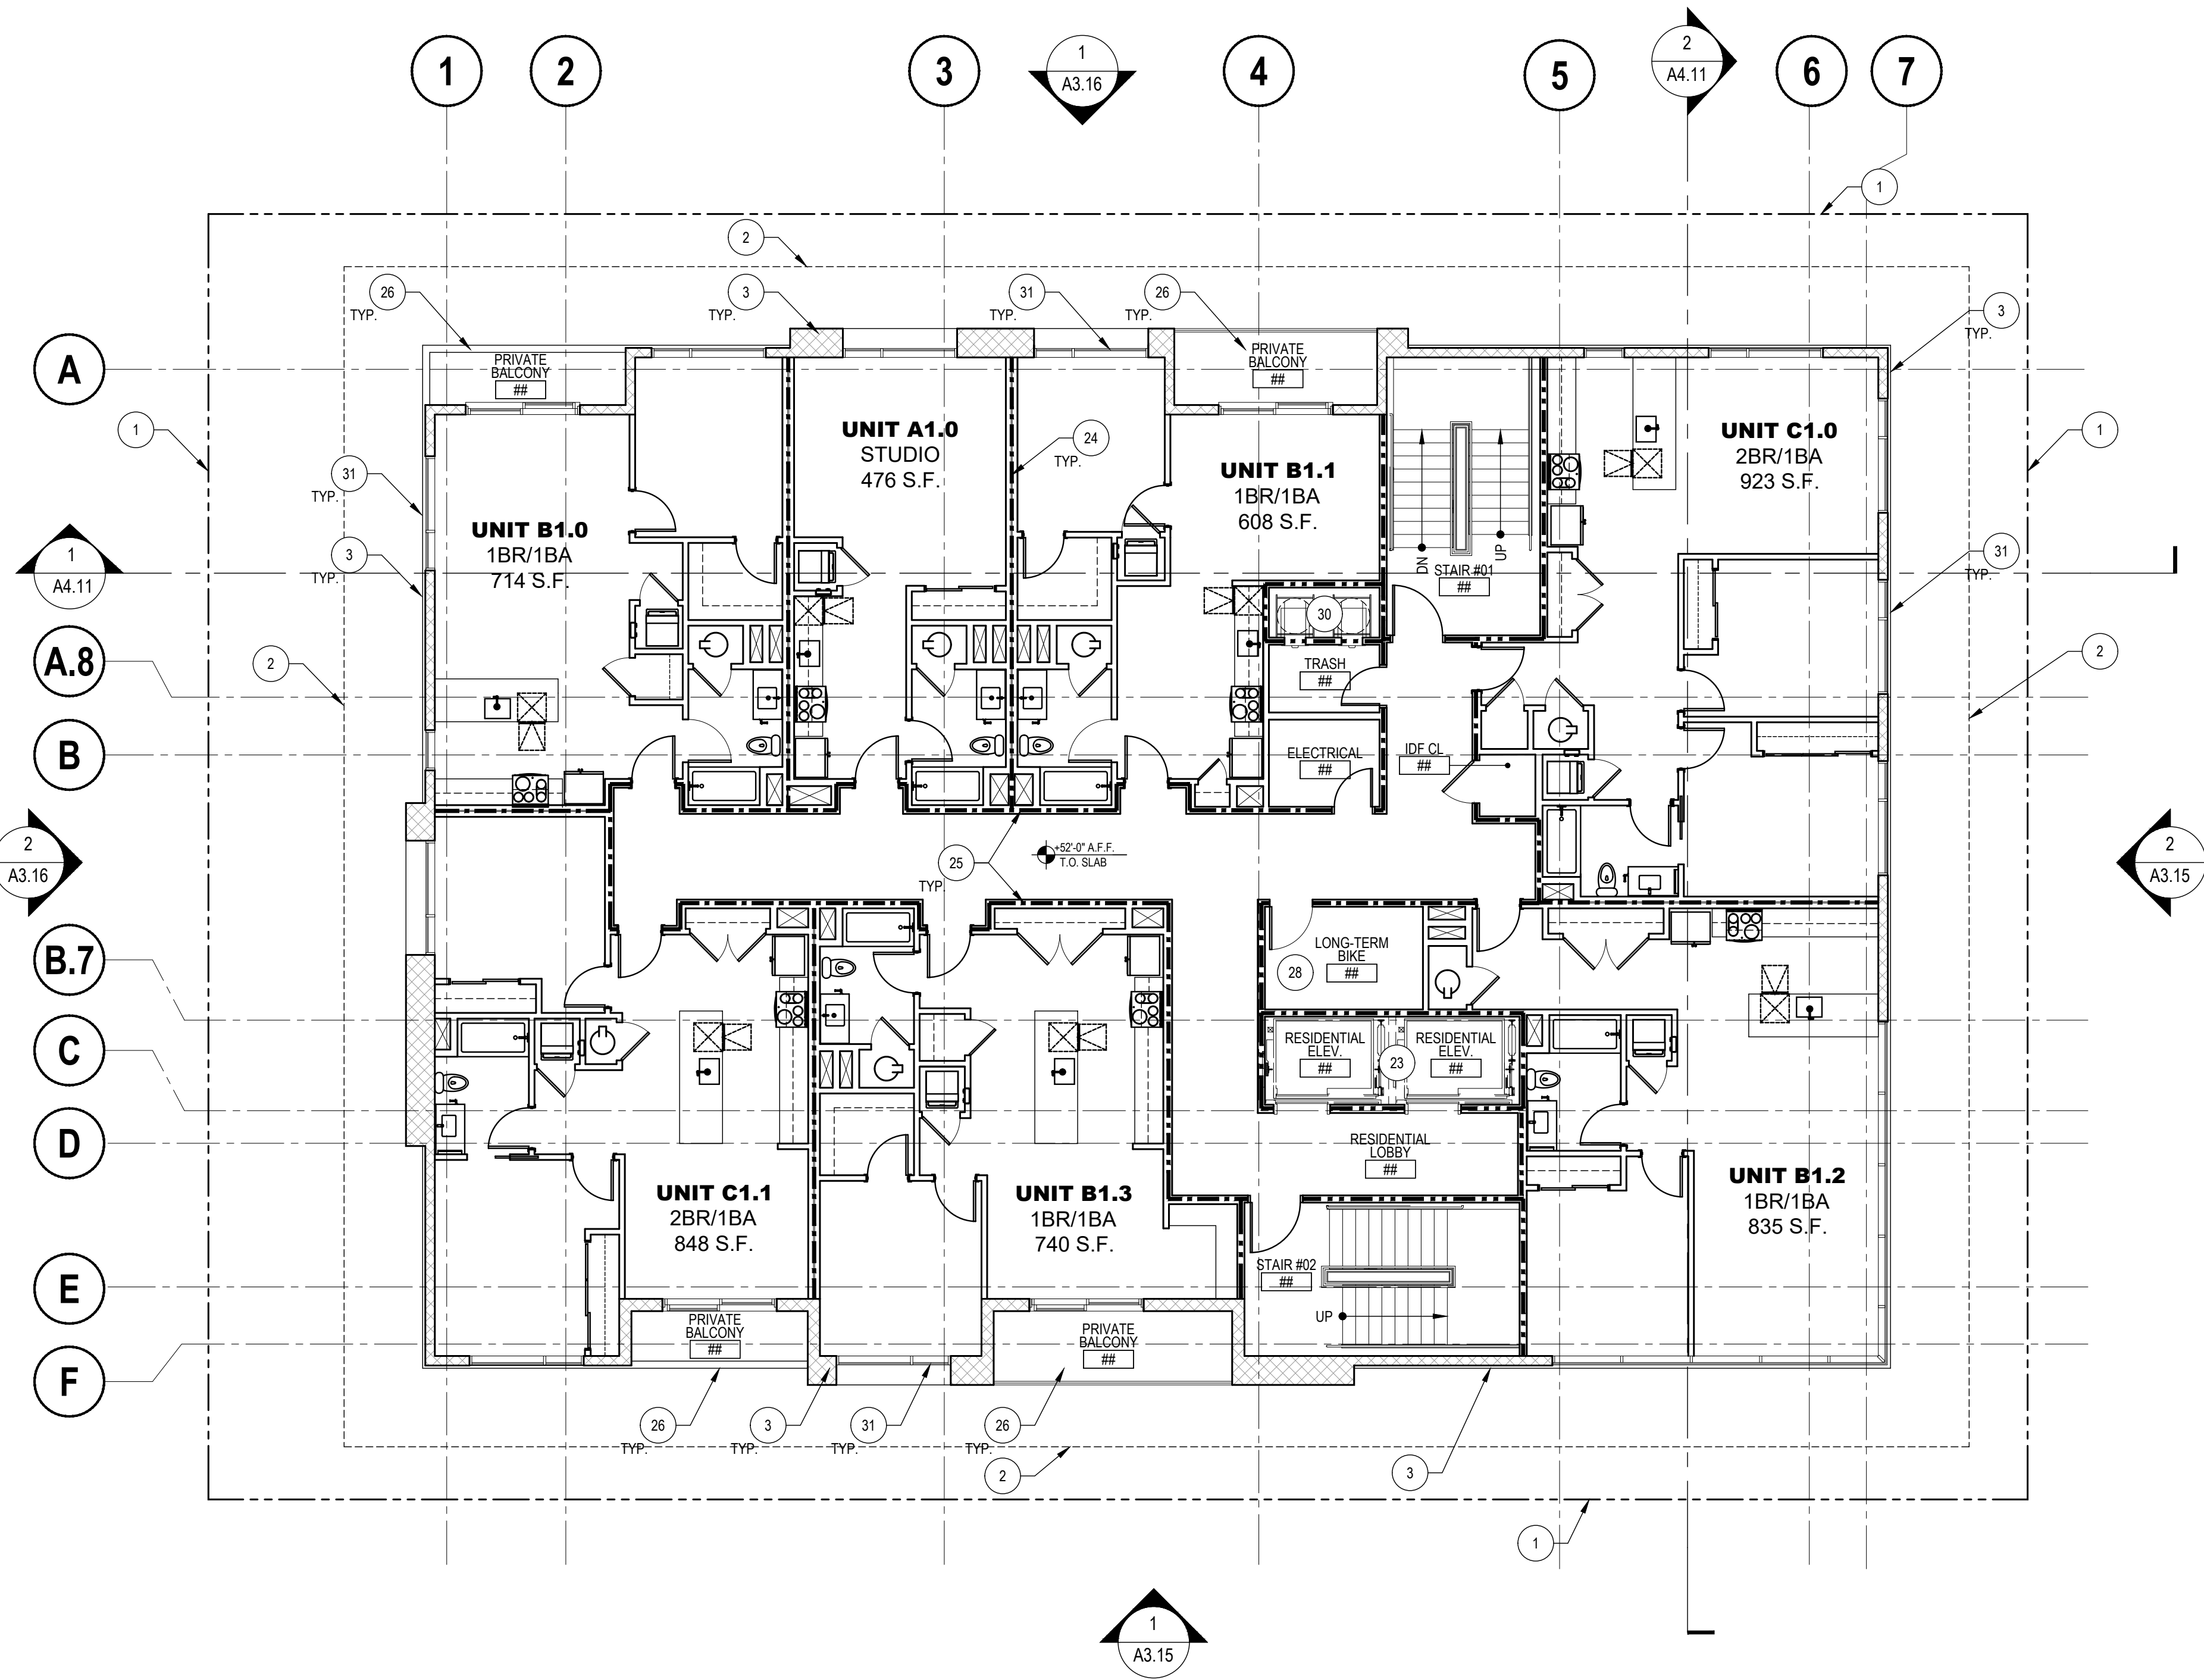 1
2
3
1
A3.16
4
5
2
A4.11
6
7
1
2
26
TYP.
3
TYP.
31
TYP.
26
TYP.
3
TYP.
A
PRIVATE
BALCONY
##
PRIVATE
BALCONY
##
1
31
TYP.
UNIT A1.0
STUDIO
476 S.F.
24
TYP.
UNIT B1.1
1BR/1BA
608 S.F.
UNIT C1.0
2BR/1BA
923 S.F.
1
UNIT B1.0
1BR/1BA
714 S.F.
3
TYP.
1
A4.11
DN
UP
STAIR #01
##
31
TYP.
30
A.8
2
TRASH
##
2
B
ELECTRICAL
##
IDF CL
##
2
A3.16
25
TYP.
+52'-0" A.F.F.
T.O. SLAB
2
A3.15
B.7
LONG-TERM
BIKE
##
28
C
RESIDENTIAL
ELEV.
##
23
RESIDENTIAL
ELEV.
##
D
RESIDENTIAL
LOBBY
##
UNIT C1.1
2BR/1BA
848 S.F.
UNIT B1.3
1BR/1BA
740 S.F.
UNIT B1.2
1BR/1BA
835 S.F.
E
STAIR #02
##
UP
PRIVATE
BALCONY
##
PRIVATE
BALCONY
##
F
26
TYP.
3
TYP.
31
TYP.
26
TYP.
2
3
1
1
A3.15